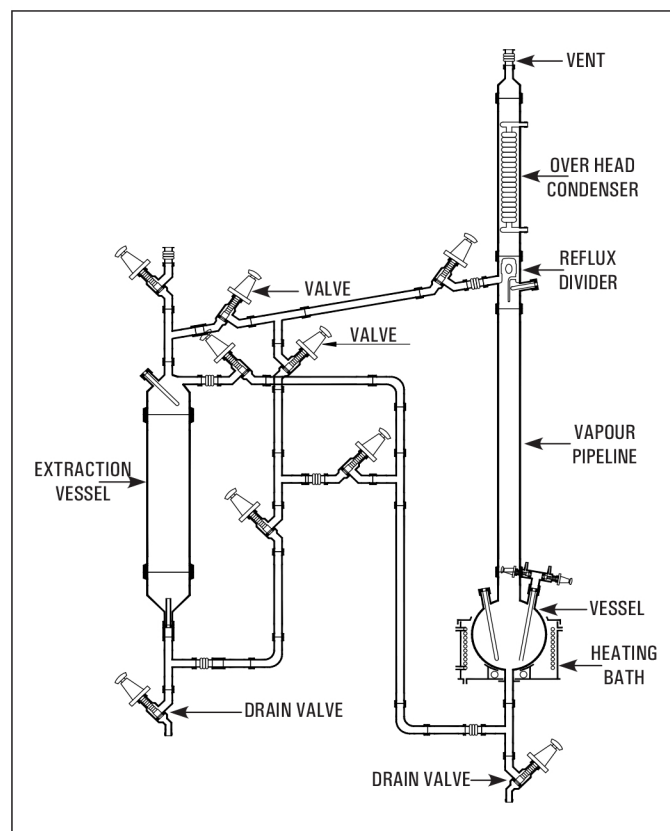 VENT
OVER HEAD
CONDENSER
REFLUX
DIVIDER
VALVE
VALVE
VAPOUR
PIPELINE
EXTRACTION
VESSEL
VESSEL
HEATING
BATH
DRAIN VALVE
DRAIN VALVE